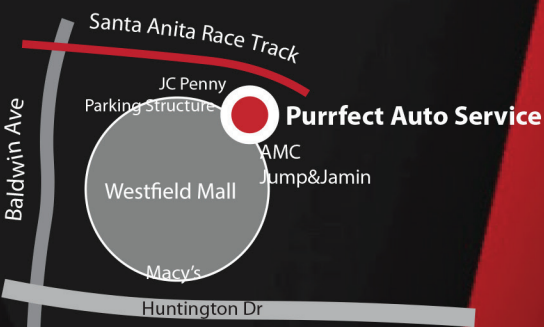 Santa Anita Race Track
JC Penny
Parking Structure
Purrfect Auto Service
Baldwin Ave
AMC
Jump&Jamin
Westfield Mall
Macy's
Huntington Dr